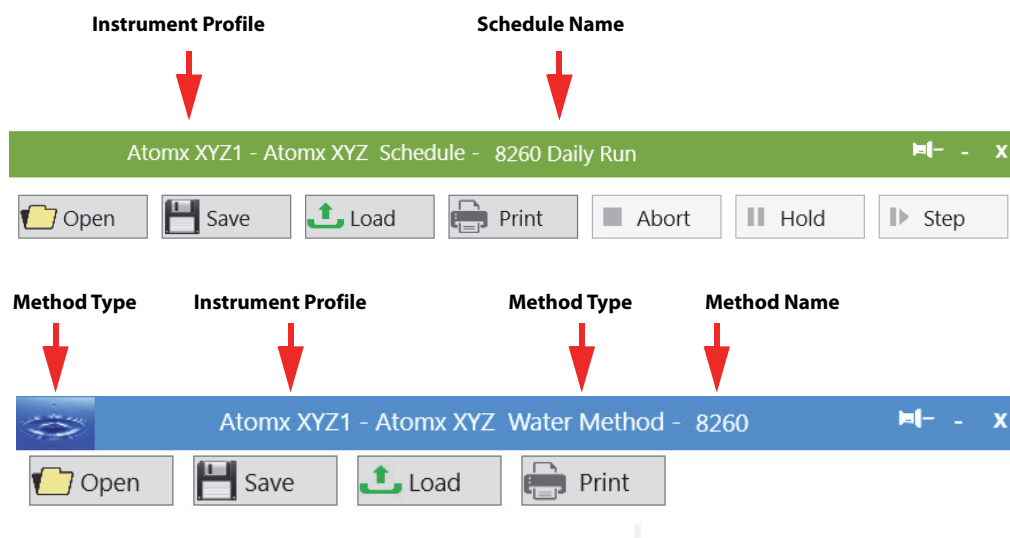 Instrument Profile Schedule Name
Atomx XYZ1 - Atomx XYZ Schedule - 8260 Daily Run - X
Open Save Load Print Abort Hold Step
Method Type Instrument Profile Method Type Method Name
Atomx XYZ1 - Atomx XYZ Water Method - 8260 - X
Open Save Load Print